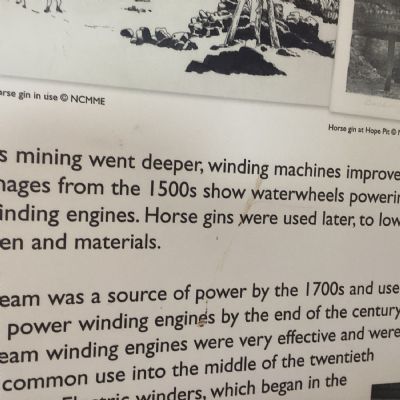 arse gin in use © NCMME
Horse gin at Hope Pit ©
s mining went deeper, winding machines improve
mages from the 1500s show waterwheels powerin
inding engines. Horse gins were used later, to low
en and materials.
eam was a source of power by the 1700s and use
power winding engines by the end of the century
eam winding engines were very effective and were
common use into the middle of the twentieth
Electric winders, which began in the